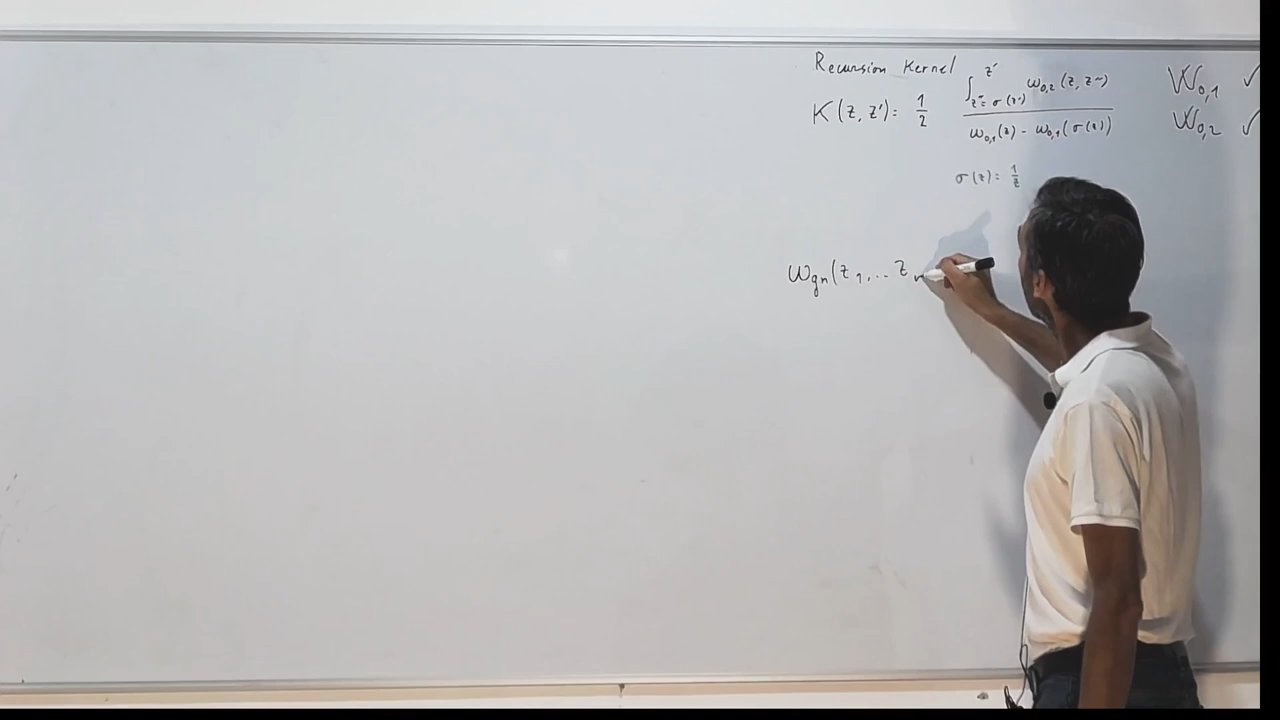 Recursion Kernel
K(z, z') = 1/2 ∫_{z~ = σ(z')}^{z'} ω_{0,2}(z, z~) / (ω_{0,1}(z) - ω_{0,1}(σ(z)))
W_{0,1} ✓
W_{0,2} ✓
σ(z) = 1/z
ω_{gn}(z_1, ... z_n